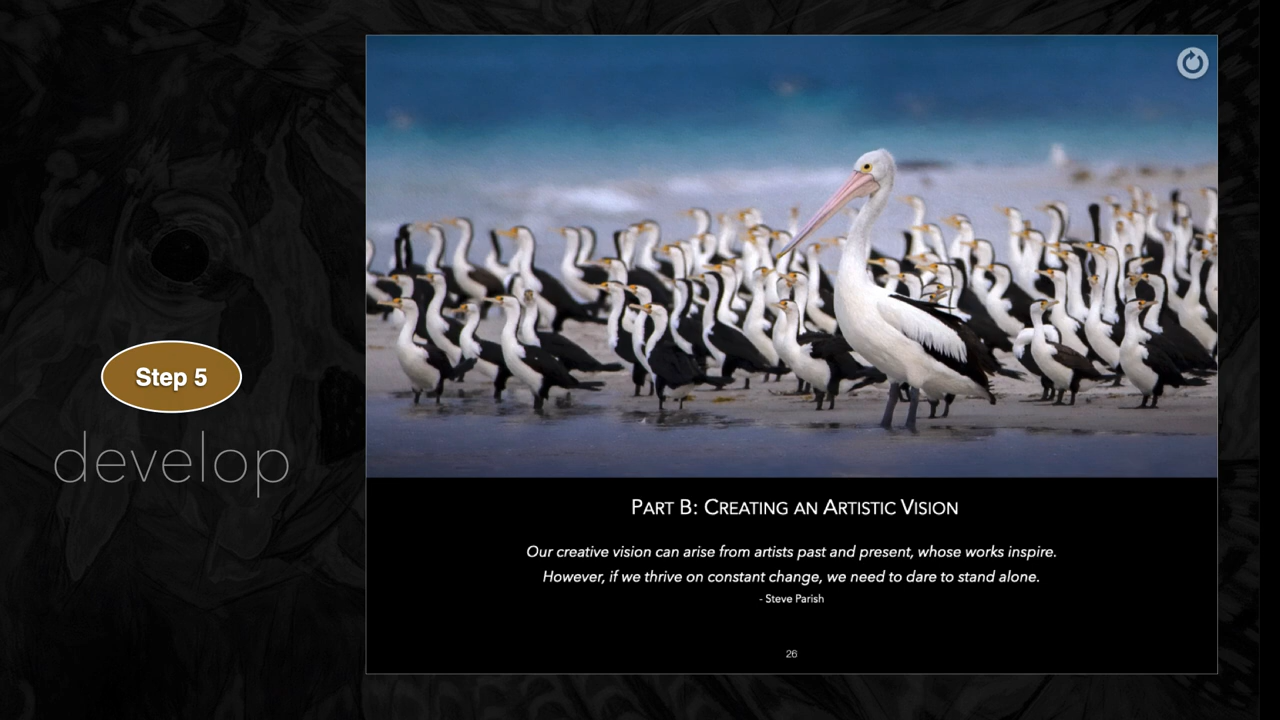 Step 5
develop
Part B: Creating an Artistic Vision
Our creative vision can arise from artists past and present, whose works inspire.
However, if we thrive on constant change, we need to dare to stand alone.
- Steve Parish
26